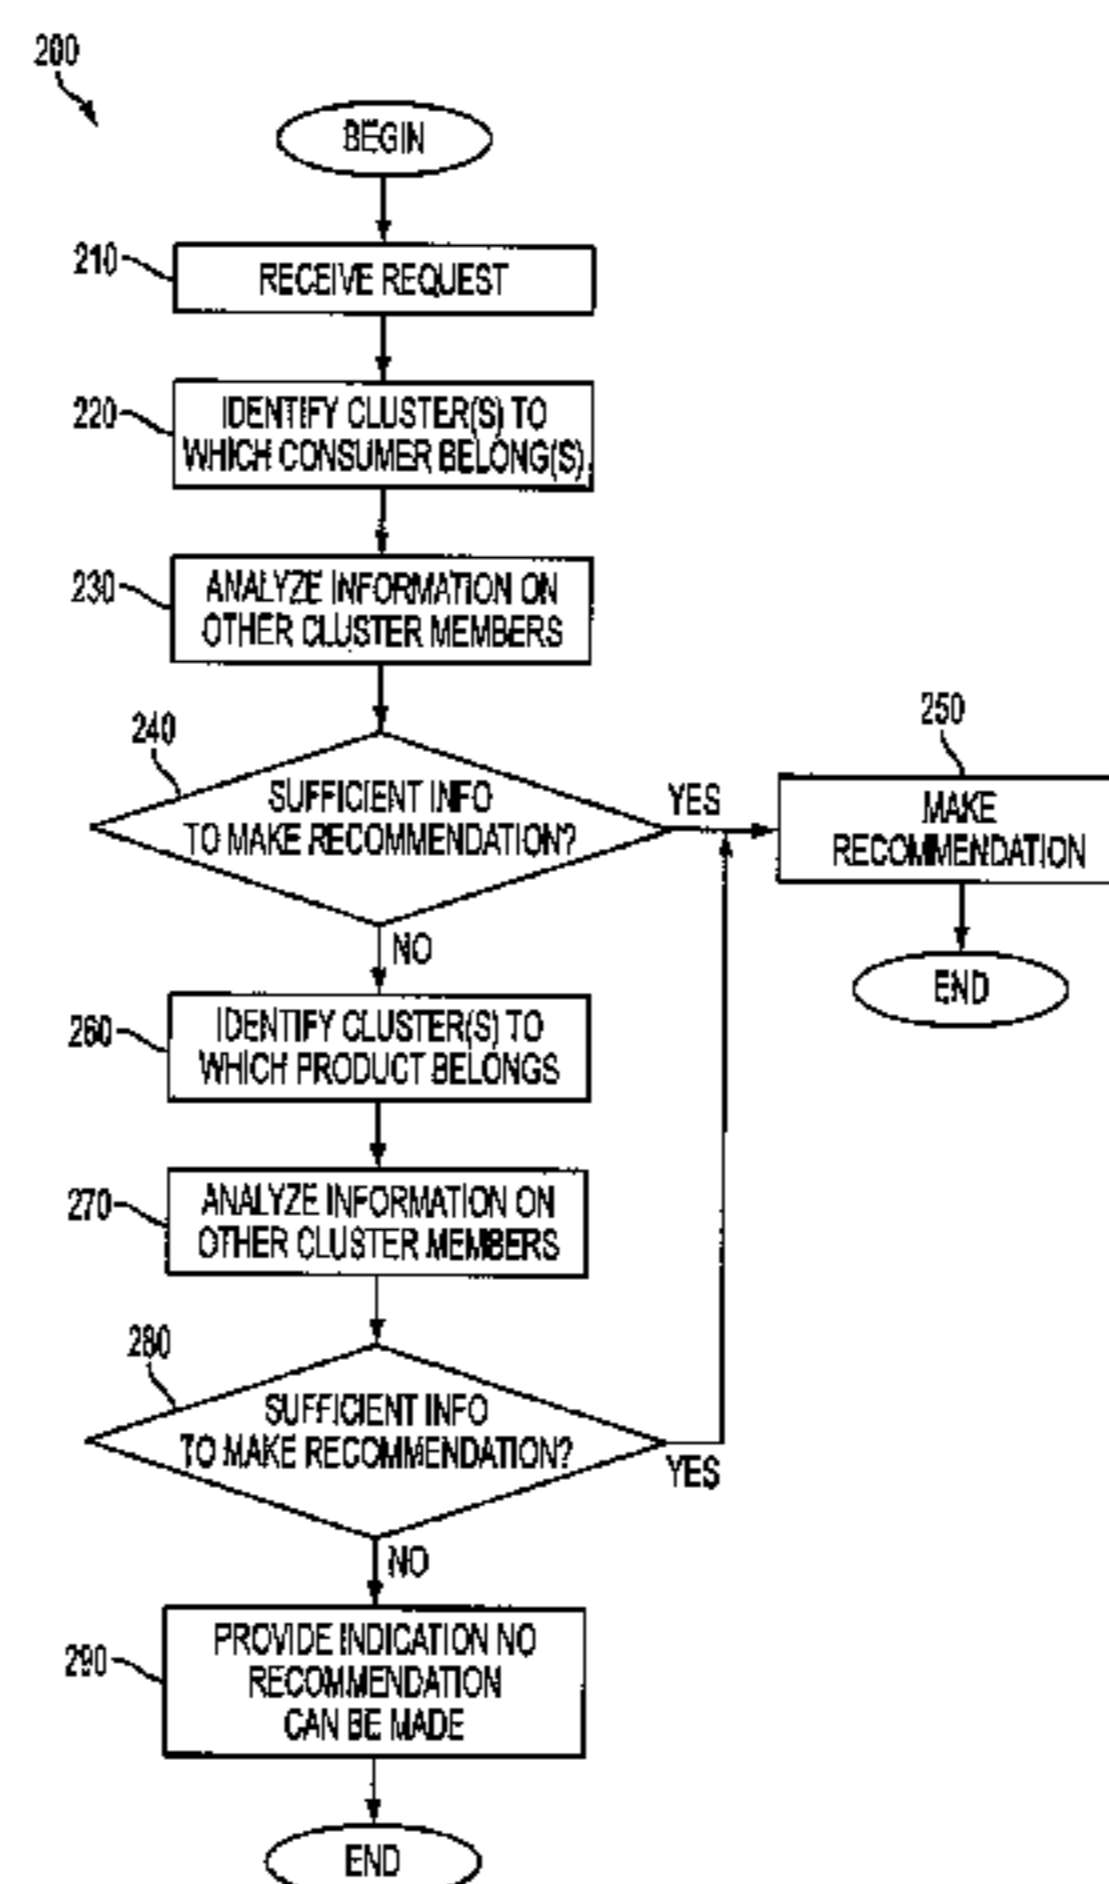 200
BEGIN
210
RECEIVE REQUEST
220
IDENTIFY CLUSTER(S) TO
WHICH CONSUMER BELONG(S)
230
ANALYZE INFORMATION ON
OTHER CLUSTER MEMBERS
240
SUFFICIENT INFO
TO MAKE RECOMMENDATION?
YES
250
MAKE
RECOMMENDATION
END
NO
260
IDENTIFY CLUSTER(S) TO
WHICH PRODUCT BELONGS
270
ANALYZE INFORMATION ON
OTHER CLUSTER MEMBERS
280
SUFFICIENT INFO
TO MAKE RECOMMENDATION?
YES
NO
290
PROVIDE INDICATION NO
RECOMMENDATION
CAN BE MADE
END